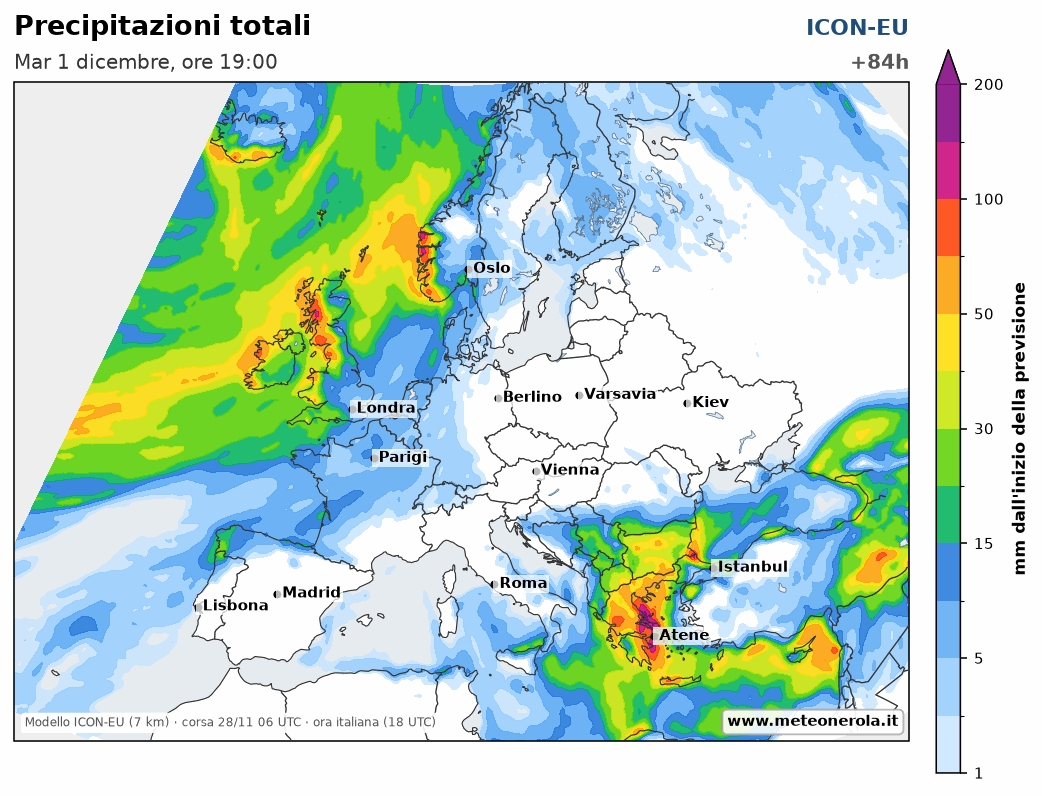 Precipitazioni totali
ICON-EU
Mar 1 dicembre, ore 19:00
+84h
200
100
50
30
15
5
1
mm dall'inizio della previsione
Oslo
Londra
Berlino
Varsavia
Kiev
Parigi
Vienna
Istanbul
Roma
Madrid
Lisbona
Atene
Modello ICON-EU (7 km) · corsa 28/11 06 UTC · ora italiana (18 UTC)
www.meteonerola.it